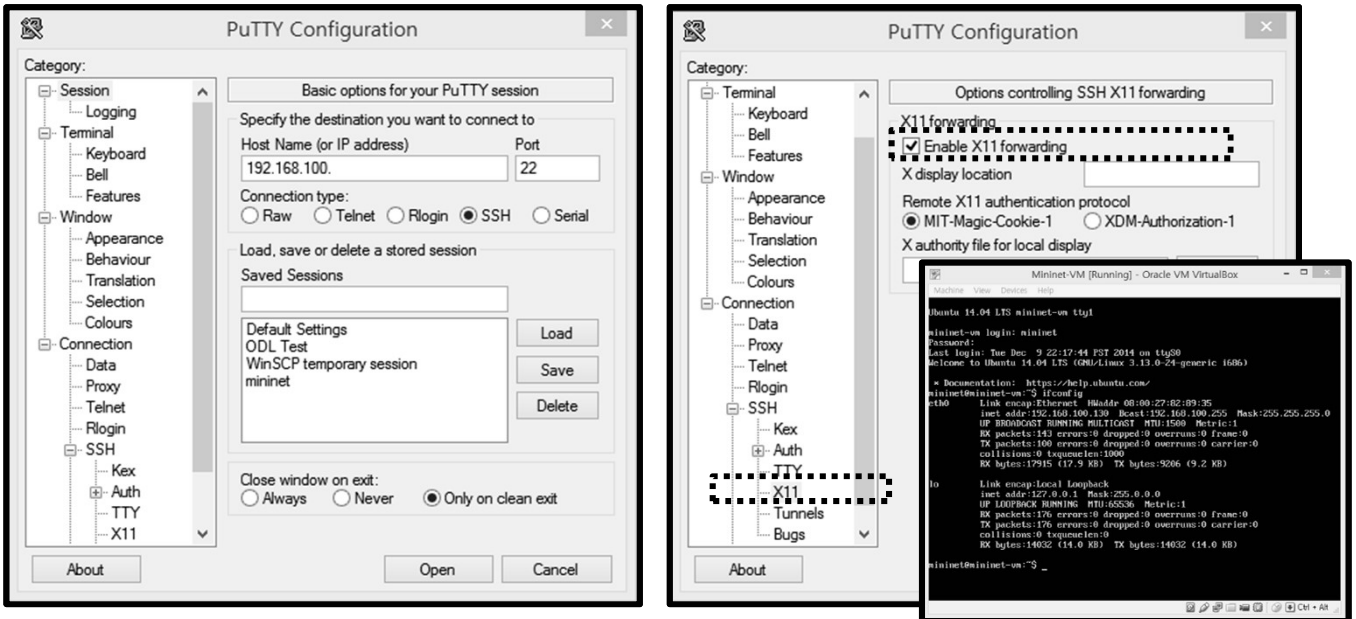 PuTTY Configuration
Category:
Session
Logging
Terminal
Keyboard
Bell
Features
Window
Appearance
Behaviour
Translation
Selection
Colours
Connection
Data
Proxy
Telnet
Rlogin
SSH
Kex
Auth
TTY
X11
Basic options for your PuTTY session
Specify the destination you want to connect to
Host Name (or IP address) Port
192.168.100. 22
Connection type:
Raw Telnet Rlogin SSH Serial
Load, save or delete a stored session
Saved Sessions
Default Settings
ODL Test
WinSCP temporary session
mininet
Load
Save
Delete
Close window on exit:
Always Never Only on clean exit
About Open Cancel
PuTTY Configuration
Category:
Terminal
Keyboard
Bell
Features
Window
Appearance
Behaviour
Translation
Selection
Colours
Connection
Data
Proxy
Telnet
Rlogin
SSH
Kex
Auth
TTY
X11
Tunnels
Bugs
Options controlling SSH X11 forwarding
X11 forwarding
Enable X11 forwarding
X display location
Remote X11 authentication protocol
MIT-Magic-Cookie-1 XDM-Authorization-1
X authority file for local display
About
Mininet-VM [Running] - Oracle VM VirtualBox
Machine View Devices Help
Ubuntu 14.04 LTS mininet-vm tty1
mininet-vm login: mininet
Password:
Last login: Tue Dec 9 22:17:44 PST 2014 on ttyS0
Welcome to Ubuntu 14.04 LTS (GNU/Linux 3.13.0-24-generic i686)
* Documentation: https://help.ubuntu.com/
mininet@mininet-vm:~$ ifconfig
eth0 Link encap:Ethernet HWaddr 08:00:27:82:89:35
inet addr:192.168.100.130 Bcast:192.168.100.255 Mask:255.255.255.0
UP BROADCAST RUNNING MULTICAST MTU:1500 Metric:1
RX packets:143 errors:0 dropped:0 overruns:0 frame:0
TX packets:100 errors:0 dropped:0 overruns:0 carrier:0
collisions:0 txqueuelen:1000
RX bytes:17915 (17.9 KB) TX bytes:9206 (9.2 KB)
lo Link encap:Local Loopback
inet addr:127.0.0.1 Mask:255.0.0.0
UP LOOPBACK RUNNING MTU:65536 Metric:1
RX packets:176 errors:0 dropped:0 overruns:0 frame:0
TX packets:176 errors:0 dropped:0 overruns:0 carrier:0
collisions:0 txqueuelen:0
RX bytes:14032 (14.0 KB) TX bytes:14032 (14.0 KB)
mininet@mininet-vm:~$ _
Ctrl + Alt